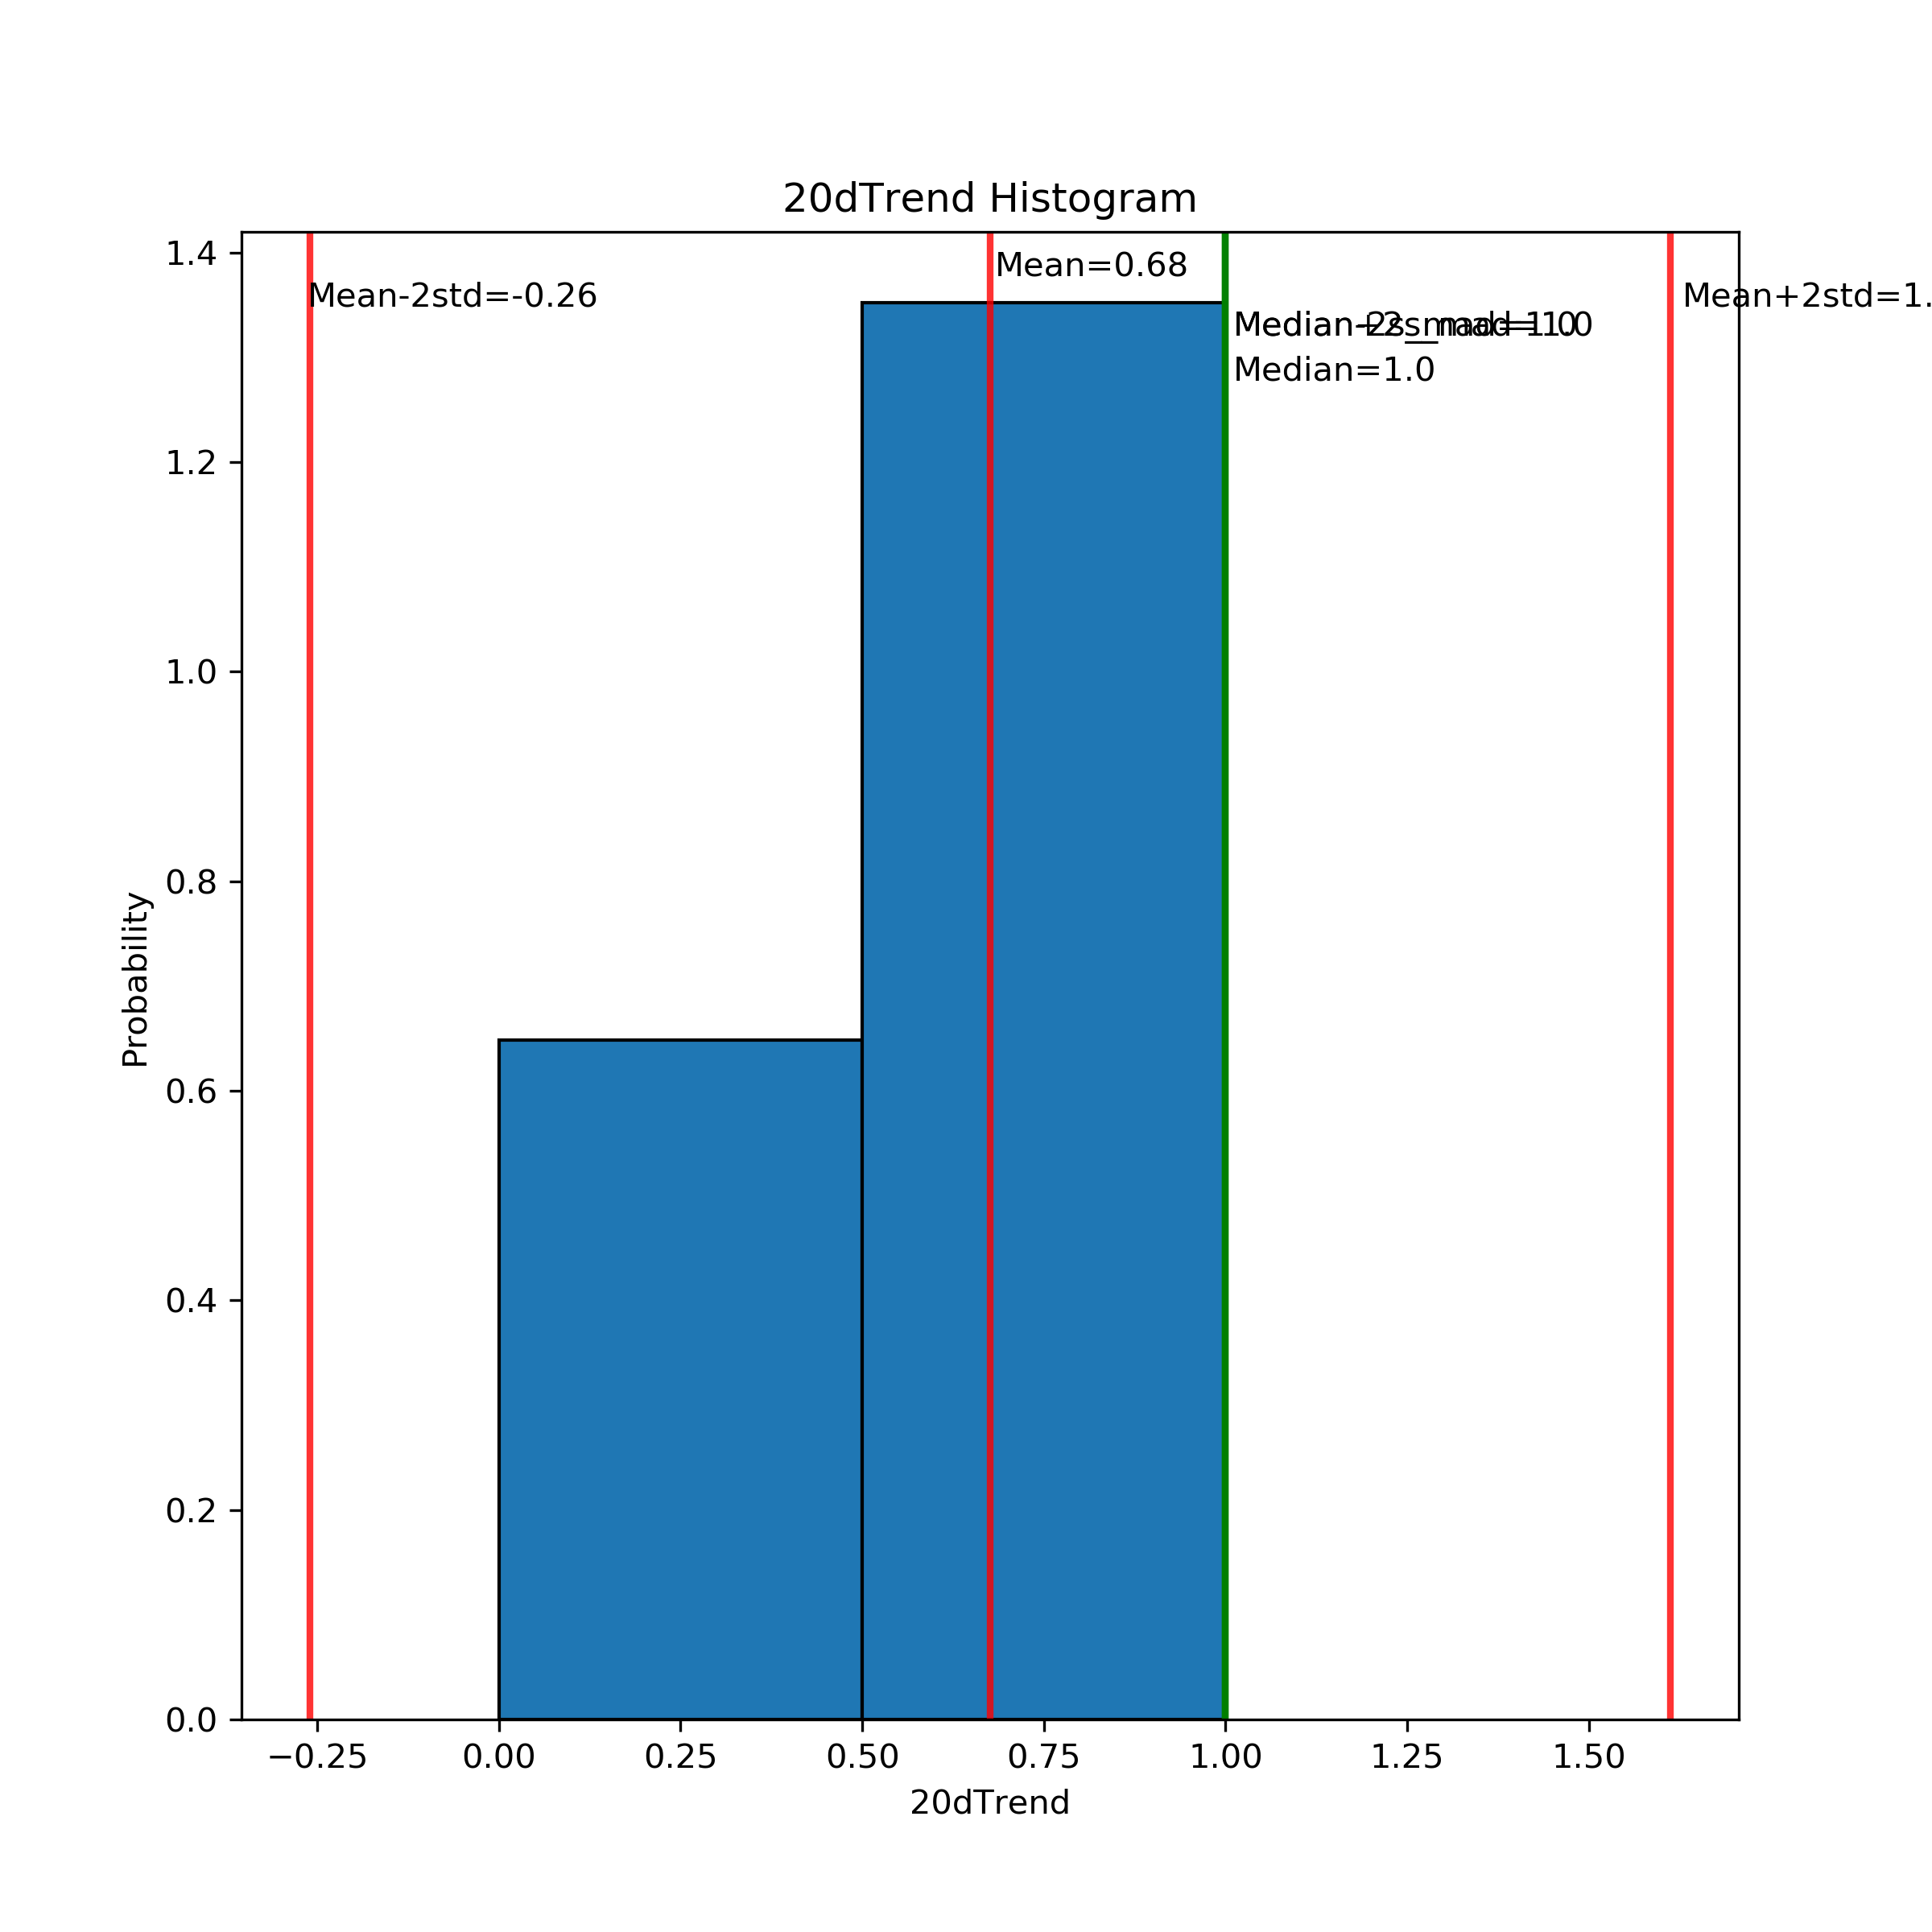 20dTrend Histogram
1.4
1.2
1.0
0.8
0.6
0.4
0.2
0.0
Probability
Mean-2std=-0.26
Mean=0.68
Mean+2std=1.
Median=1.0
−0.25 0.00 0.25 0.50 0.75 1.00 1.25 1.50
20dTrend